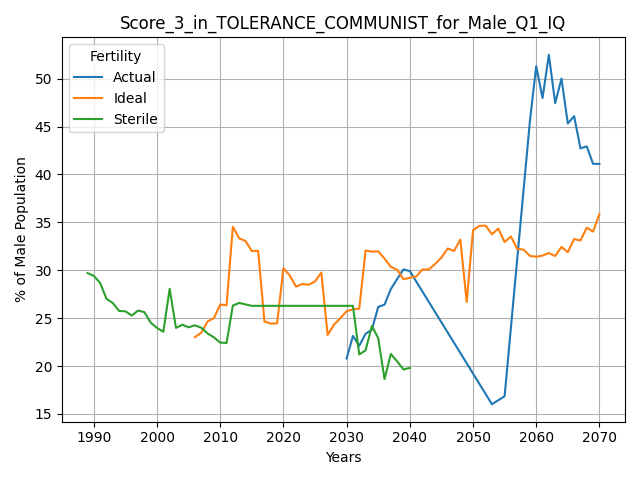 Score_3_in_TOLERANCE_COMMUNIST_for_Male_Q1_IQ
Fertility
Actual
Ideal
Sterile
% of Male Population
50
45
40
35
30
25
20
15
1990 2000 2010 2020 2030 2040 2050 2060 2070
Years